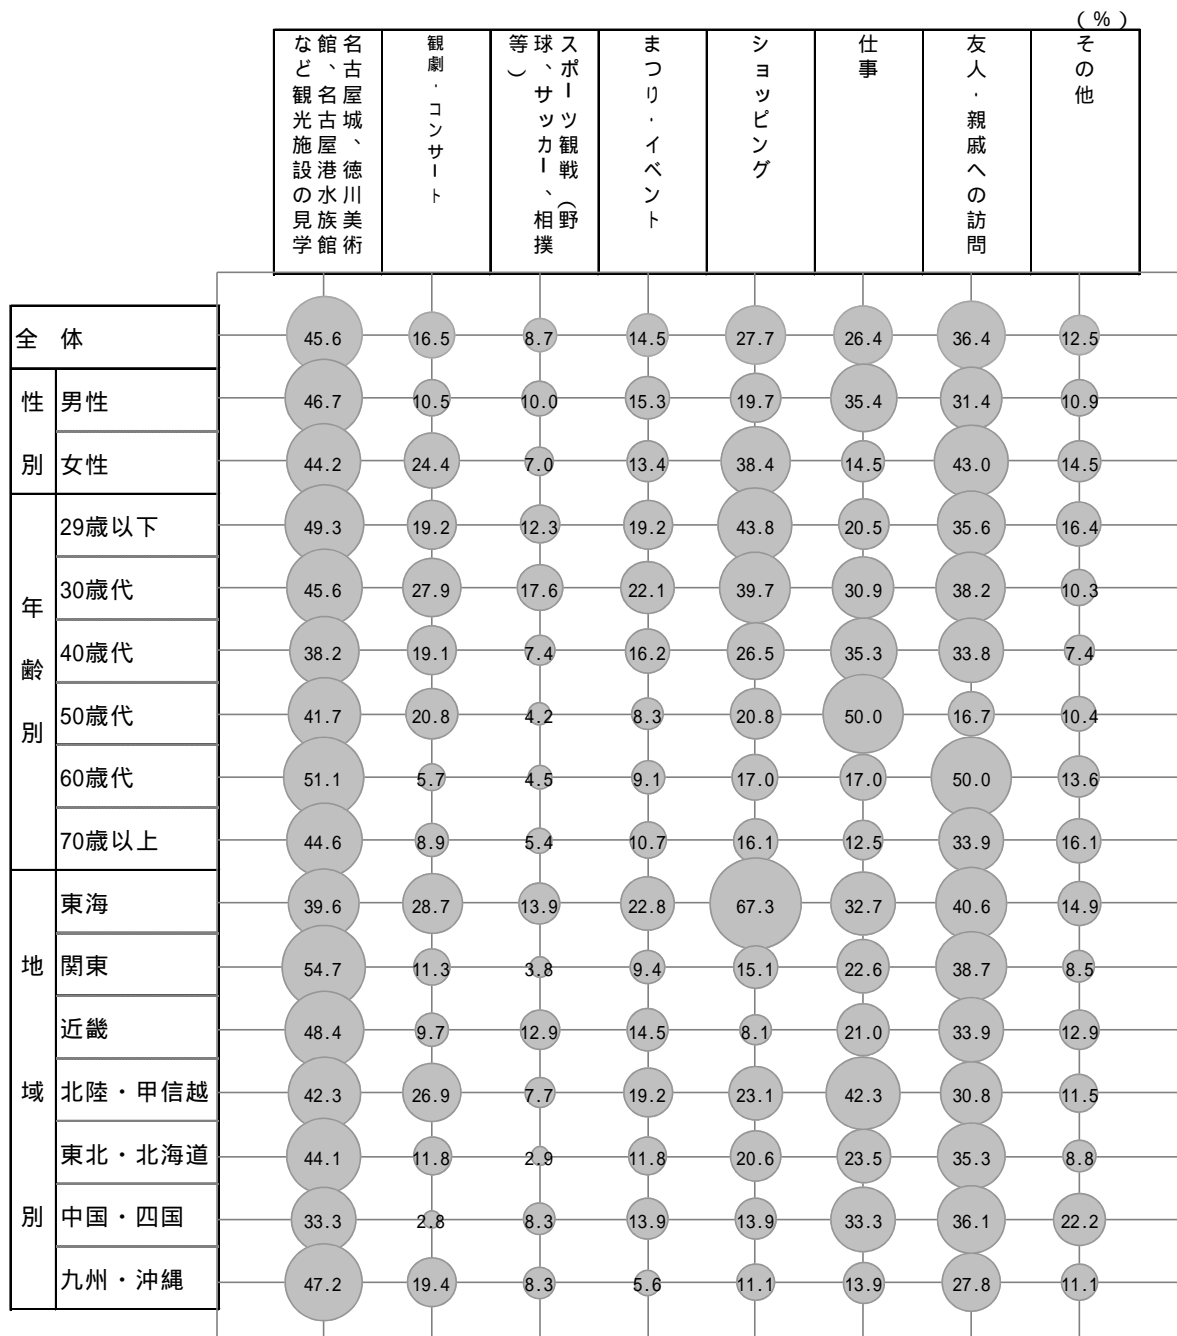 (％)
名古屋城、徳川美術
館、名古屋港水族館
など観光施設の見学
観劇・コンサート
スポーツ観戦（野
球、サッカー、相撲
等）
まつり・イベント
ショッピング
仕事
友人・親戚への訪問
その他
全 体 45.6 16.5 8.7 14.5 27.7 26.4 36.4 12.5
性別
男性 46.7 10.5 10.0 15.3 19.7 35.4 31.4 10.9
女性 44.2 24.4 7.0 13.4 38.4 14.5 43.0 14.5
年齢別
29歳以下 49.3 19.2 12.3 19.2 43.8 20.5 35.6 16.4
30歳代 45.6 27.9 17.6 22.1 39.7 30.9 38.2 10.3
40歳代 38.2 19.1 7.4 16.2 26.5 35.3 33.8 7.4
50歳代 41.7 20.8 4.2 8.3 20.8 50.0 16.7 10.4
60歳代 51.1 5.7 4.5 9.1 17.0 17.0 50.0 13.6
70歳以上 44.6 8.9 5.4 10.7 16.1 12.5 33.9 16.1
地域別
東海 39.6 28.7 13.9 22.8 67.3 32.7 40.6 14.9
関東 54.7 11.3 3.8 9.4 15.1 22.6 38.7 8.5
近畿 48.4 9.7 12.9 14.5 8.1 21.0 33.9 12.9
北陸・甲信越 42.3 26.9 7.7 19.2 23.1 42.3 30.8 11.5
東北・北海道 44.1 11.8 2.9 11.8 20.6 23.5 35.3 8.8
中国・四国 33.3 2.8 8.3 13.9 13.9 33.3 36.1 22.2
九州・沖縄 47.2 19.4 8.3 5.6 11.1 13.9 27.8 11.1